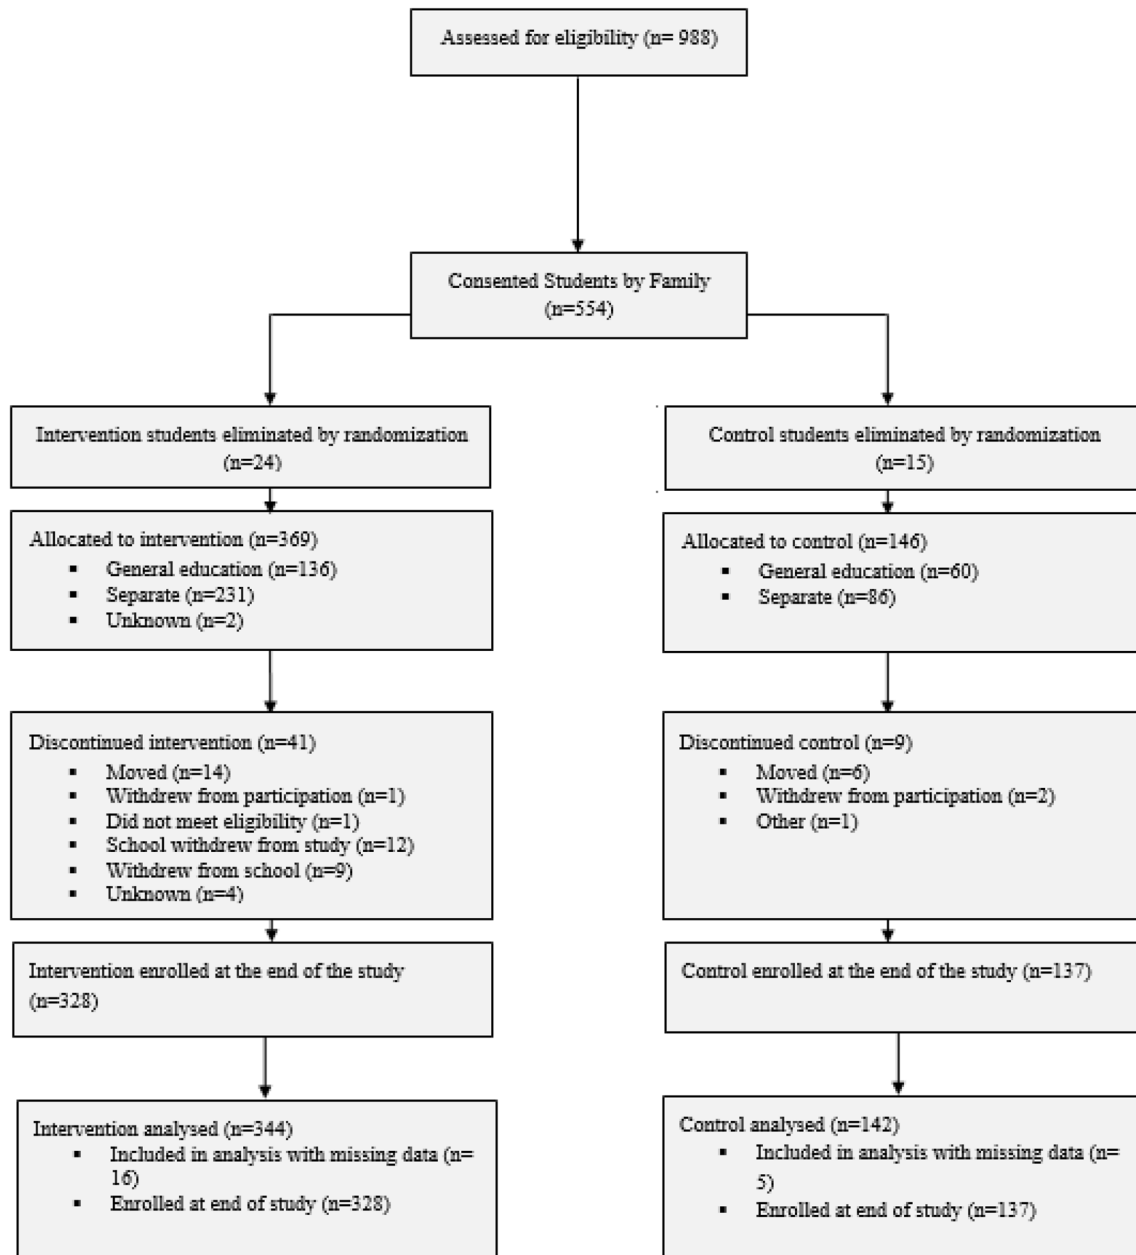 Assessed for eligibility (n= 988)
Consented Students by Family
(n=554)
Intervention students eliminated by randomization
(n=24)
Control students eliminated by randomization
(n=15)
Allocated to intervention (n=369)
▪ General education (n=136)
▪ Separate (n=231)
▪ Unknown (n=2)
Allocated to control (n=146)
▪ General education (n=60)
▪ Separate (n=86)
Discontinued intervention (n=41)
▪ Moved (n=14)
▪ Withdrew from participation (n=1)
▪ Did not meet eligibility (n=1)
▪ School withdrew from study (n=12)
▪ Withdrew from school (n=9)
▪ Unknown (n=4)
Discontinued control (n=9)
▪ Moved (n=6)
▪ Withdrew from participation (n=2)
▪ Other (n=1)
Intervention enrolled at the end of the study
(n=328)
Control enrolled at the end of the study (n=137)
Intervention analysed (n=344)
▪ Included in analysis with missing data (n=
16)
▪ Enrolled at end of study (n=328)
Control analysed (n=142)
▪ Included in analysis with missing data (n=
5)
▪ Enrolled at end of study (n=137)